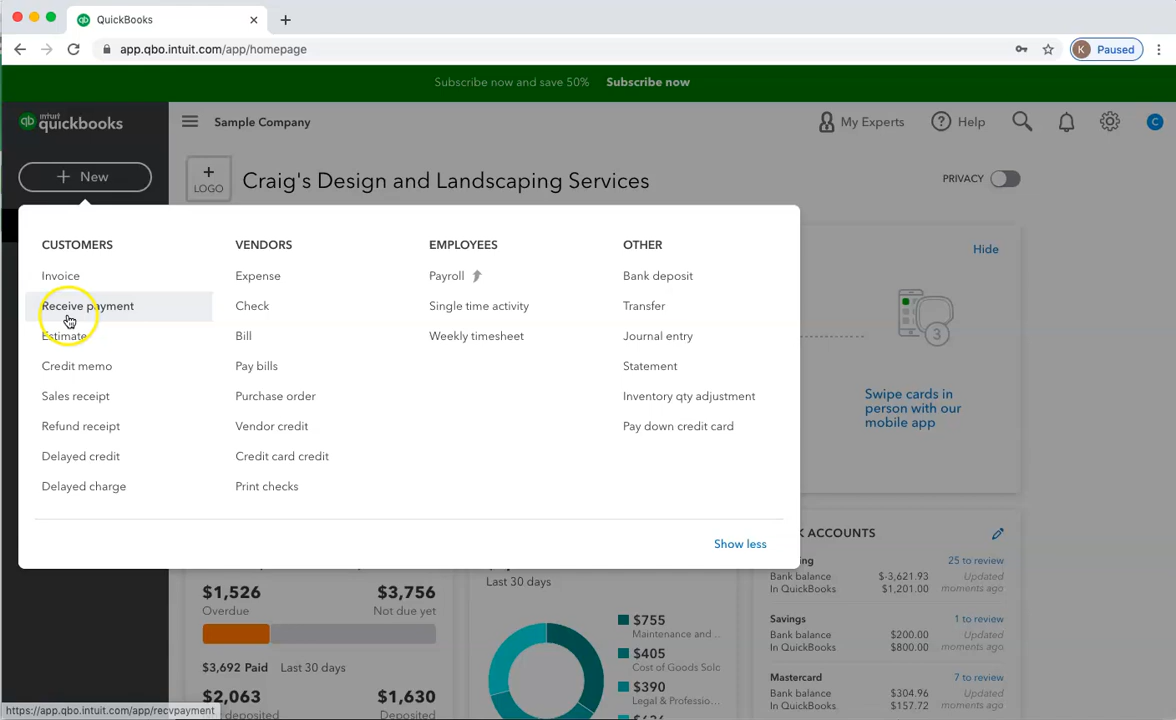 QuickBooks
app.qbo.intuit.com/app/homepage
K Paused
Subscribe now and save 50% Subscribe now
intuit
qb quickbooks
Sample Company
My Experts
Help
C
+ New
+
LOGO
Craig's Design and Landscaping Services
PRIVACY
CUSTOMERS
Invoice
Receive payment
Estimate
Credit memo
Sales receipt
Refund receipt
Delayed credit
Delayed charge
VENDORS
Expense
Check
Bill
Pay bills
Purchase order
Vendor credit
Credit card credit
Print checks
EMPLOYEES
Payroll
Single time activity
Weekly timesheet
OTHER
Bank deposit
Transfer
Journal entry
Statement
Inventory qty adjustment
Pay down credit card
Show less
Hide
3
Swipe cards in
person with our
mobile app
$1,526
Overdue
$3,756
Not due yet
$3,692 Paid Last 30 days
$2,063
deposited
$1,630
Deposited
Last 30 days
$755
Maintenance and ...
$405
Cost of Goods Solc
$390
Legal & Professio...
K ACCOUNTS
ing
25 to review
Bank balance $-3,621.93 Updated
In QuickBooks $1,201.00 moments ago
Savings
1 to review
Bank balance $200.00 Updated
In QuickBooks $800.00 moments ago
Mastercard
7 to review
Bank balance $304.96 Updated
In QuickBooks $157.72 moments ago
https://app.qbo.intuit.com/app/recvpayment